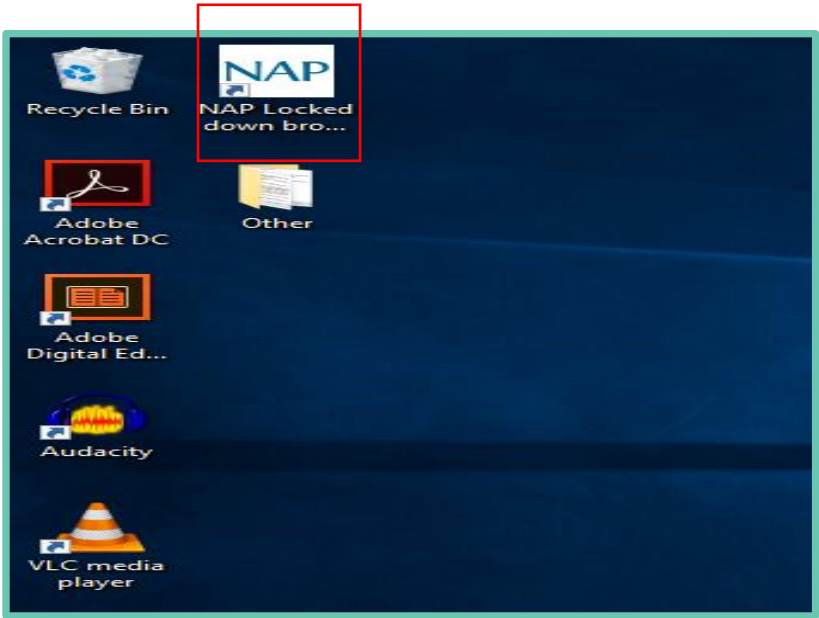 Recycle Bin
NAP
NAP Locked
down bro...
Adobe
Acrobat DC
Other
Adobe
Digital Ed...
Audacity
VLC media
player